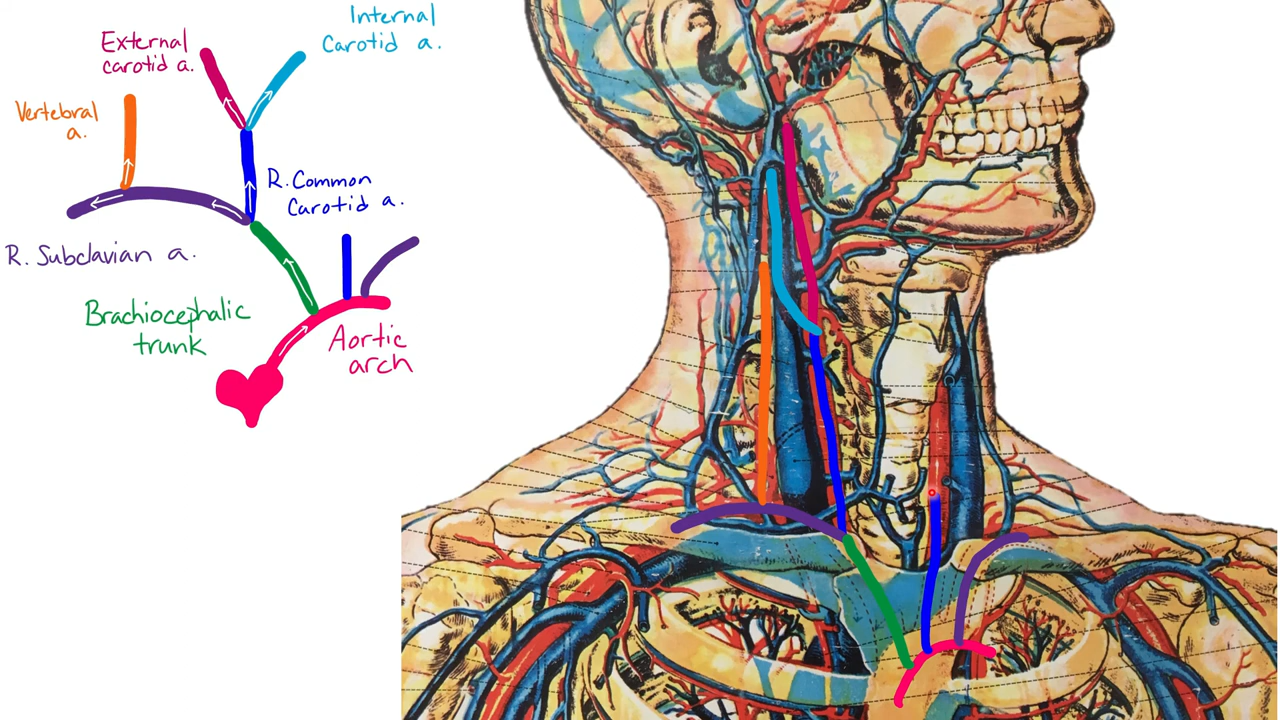 Internal
Carotid a.
External
carotid a.
Vertebral
a.
R. Common
Carotid a.
R. Subclavian a.
Brachiocephalic
trunk
Aortic
arch